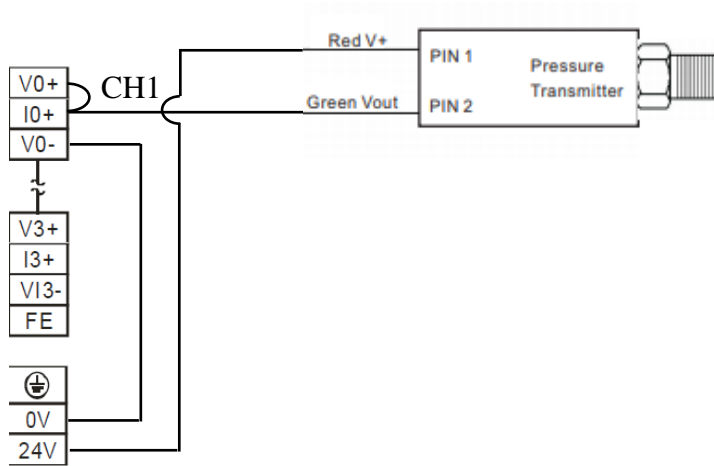 Red V+
PIN 1
Pressure
Transmitter
Green Vout
PIN 2
V0+
CH1
I0+
V0-
V3+
I3+
VI3-
FE
0V
24V